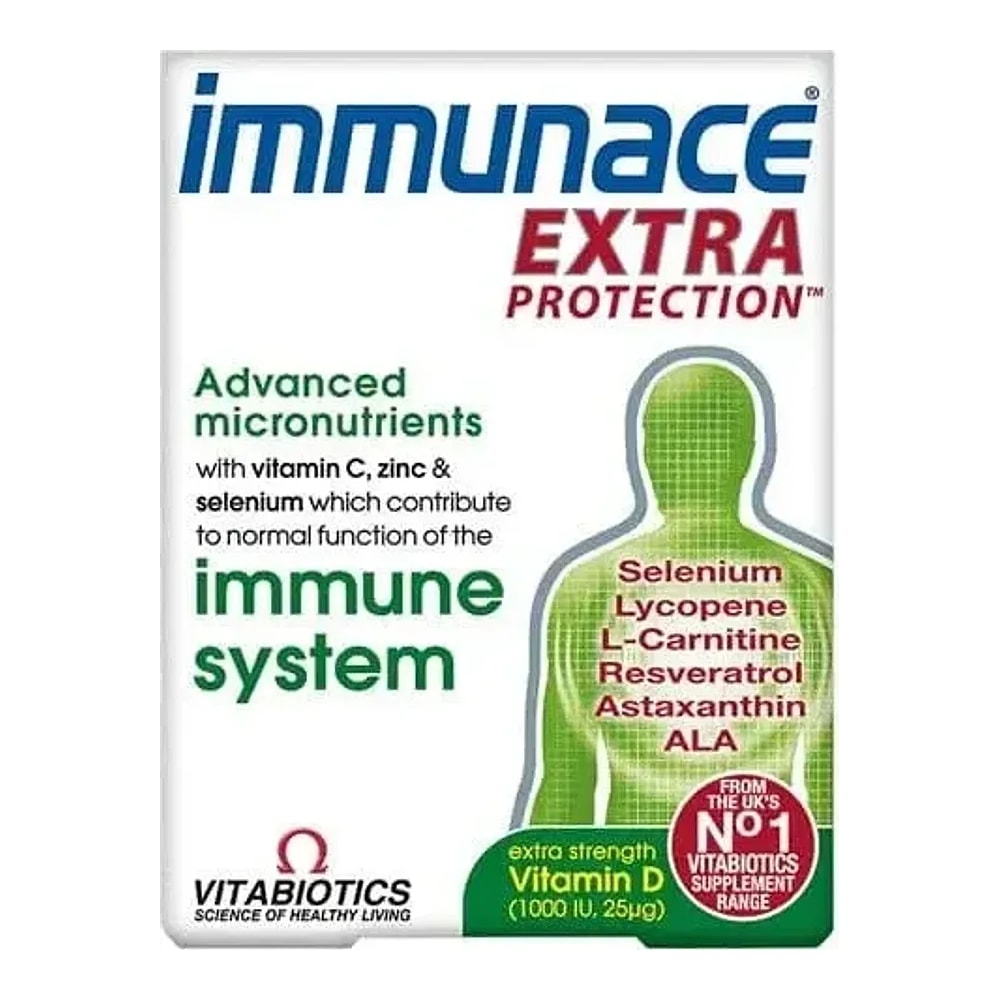 immunace®
EXTRA
PROTECTION™
Advanced
micronutrients
with vitamin C, zinc &
selenium which contribute
to normal function of the
immune
system
Selenium
Lycopene
L-Carnitine
Resveratrol
Astaxanthin
ALA
VITABIOTICS
SCIENCE OF HEALTHY LIVING
extra strength
Vitamin D
(1000 IU, 25µg)
FROM
THE UK'S
Nº1
VITABIOTICS
SUPPLEMENT
RANGE